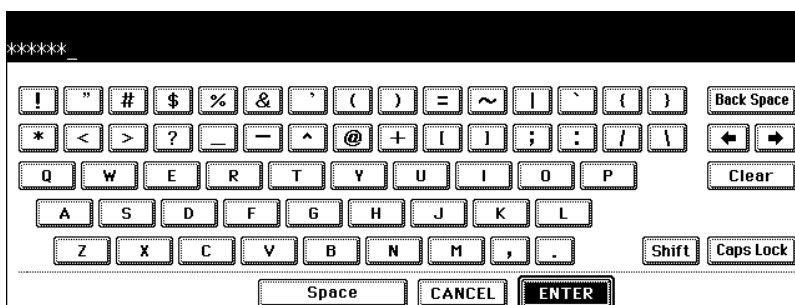 ******_
! " # $ % & ' ( ) = ~ | ` { } Back Space
* < > ? _ - ^ @ + [ ] ; : / \ ← →
Q W E R T Y U I O P Clear
A S D F G H J K L
Z X C V B N M , . Shift Caps Lock
Space CANCEL ENTER